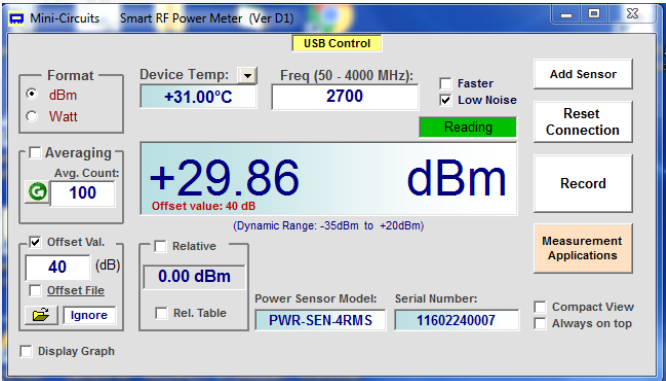 Mini-Circuits Smart RF Power Meter (Ver D1)
USB Control
Format
dBm
Watt
Device Temp:
+31.00°C
Freq (50 - 4000 MHz):
2700
Faster
Low Noise
Add Sensor
Reset
Connection
Reading
Averaging
Avg. Count:
100
+29.86 dBm
Offset value: 40 dB
(Dynamic Range: -35dBm to +20dBm)
Record
Offset Val.
40 (dB)
Offset File
Ignore
Relative
0.00 dBm
Rel. Table
Measurement
Applications
Power Sensor Model:
PWR-SEN-4RMS
Serial Number:
11602240007
Compact View
Always on top
Display Graph